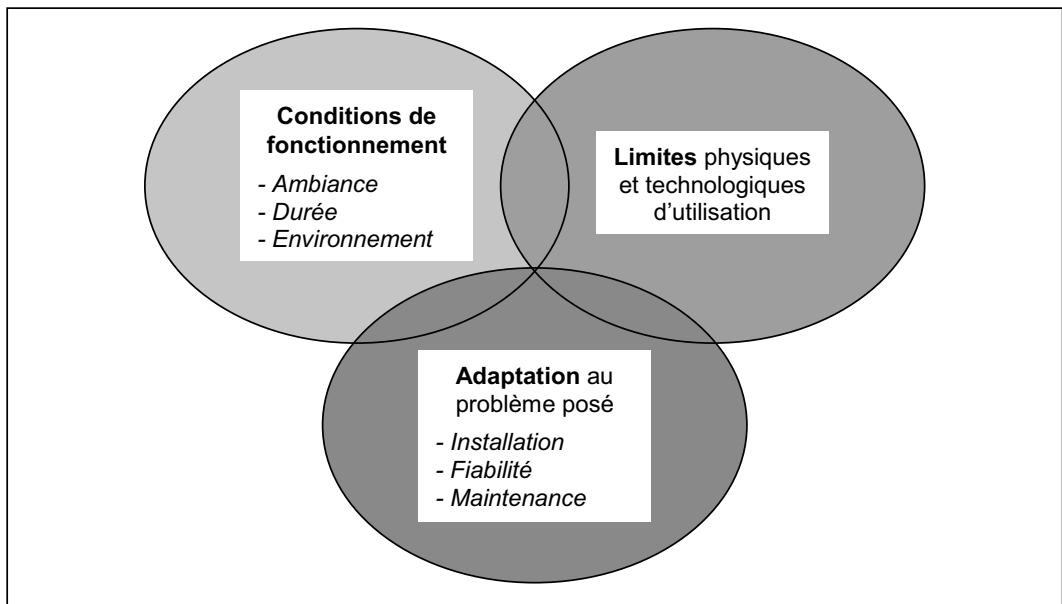 Conditions de
fonctionnement
- Ambiance
- Durée
- Environnement
Limites physiques
et technologiques
d'utilisation
Adaptation au
problème posé
- Installation
- Fiabilité
- Maintenance